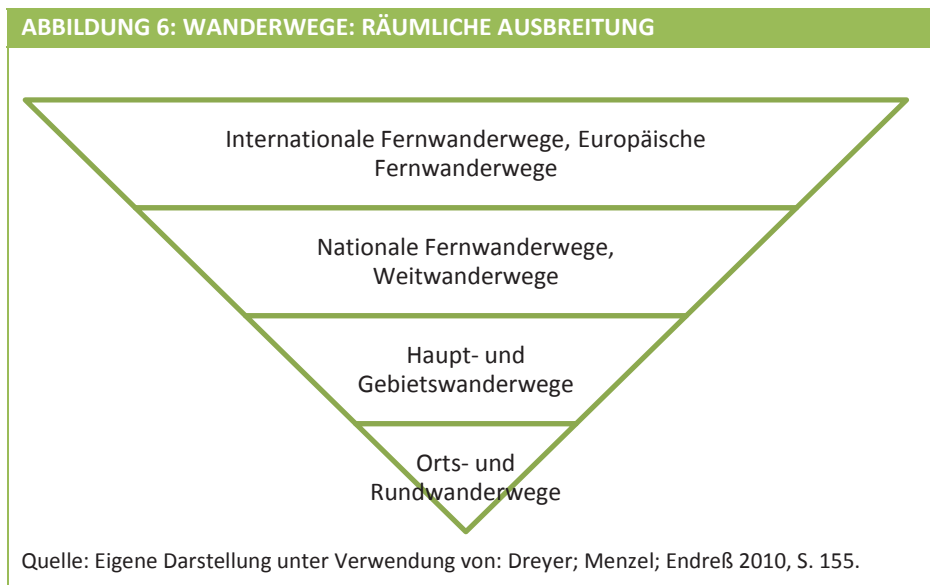 ABBILDUNG 6: WANDERWEGE: RÄUMLICHE AUSBREITUNG
Internationale Fernwanderwege, Europäische
Fernwanderwege
Nationale Fernwanderwege,
Weitwanderwege
Haupt- und
Gebietswanderwege
Orts- und
Rundwanderwege
Quelle: Eigene Darstellung unter Verwendung von: Dreyer; Menzel; Endreß 2010, S. 155.